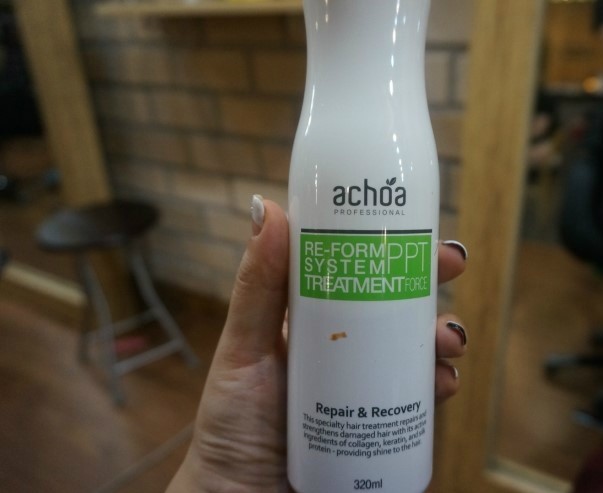 achoa
PROFESSIONAL
RE-FORM PPT
SYSTEM
TREATMENT FORCE
Repair & Recovery
This specialty hair treatment repairs and
strengthens damaged hair with its active
ingredients of collagen, keratin, and silk
protein - providing shine to the hair.
320ml